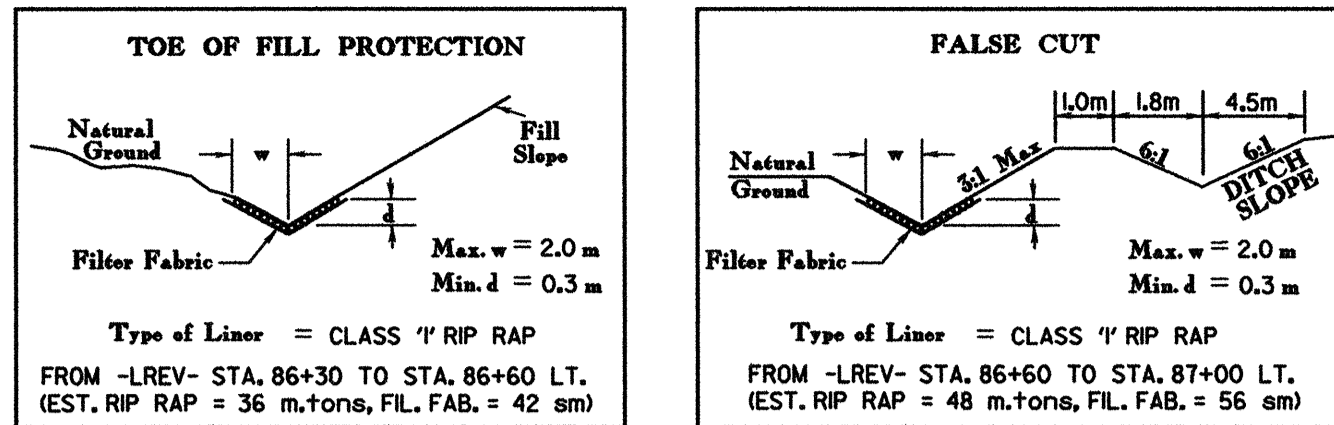 TOE OF FILL PROTECTION
Natural
Ground
w
Fill
Slope
d
Filter Fabric
Max. w = 2.0 m
Min. d = 0.3 m
Type of Liner = CLASS 'I' RIP RAP
FROM -LREV- STA. 86+30 TO STA. 86+60 LT.
(EST. RIP RAP = 36 m.tons, FIL. FAB. = 42 sm)
FALSE CUT
1.0m 1.8m 4.5m
Natural
Ground
w
3:1 Max
6:1
6:1
DITCH
SLOPE
d
Filter Fabric
Max. w = 2.0 m
Min. d = 0.3 m
Type of Liner = CLASS 'I' RIP RAP
FROM -LREV- STA. 86+60 TO STA. 87+00 LT.
(EST. RIP RAP = 48 m.tons, FIL. FAB. = 56 sm)